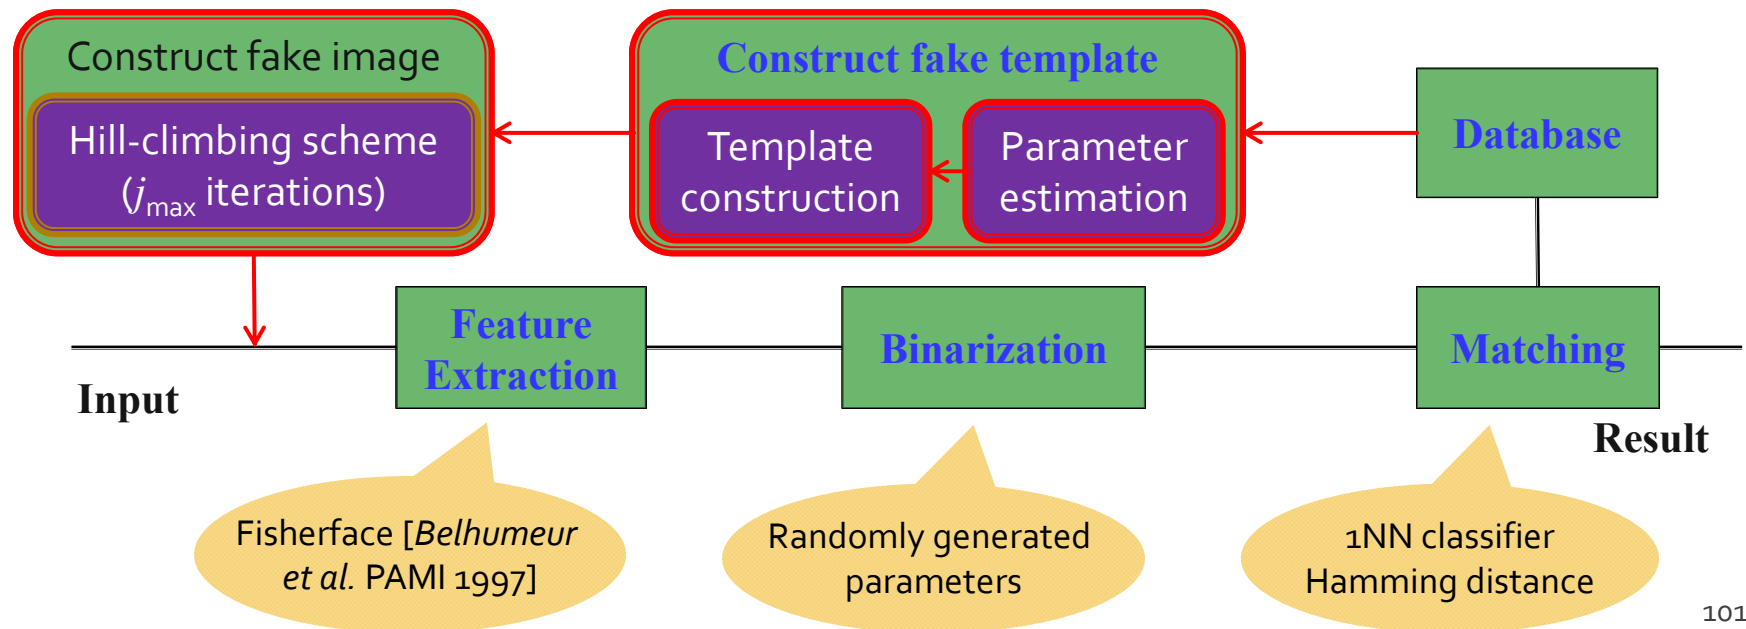 Construct fake image
Hill-climbing scheme
(jmax iterations)
Construct fake template
Template
construction
Parameter
estimation
Database
Input
Feature
Extraction
Binarization
Matching
Result
Fisherface [Belhumeur
et al. PAMI 1997]
Randomly generated
parameters
1NN classifier
Hamming distance
101